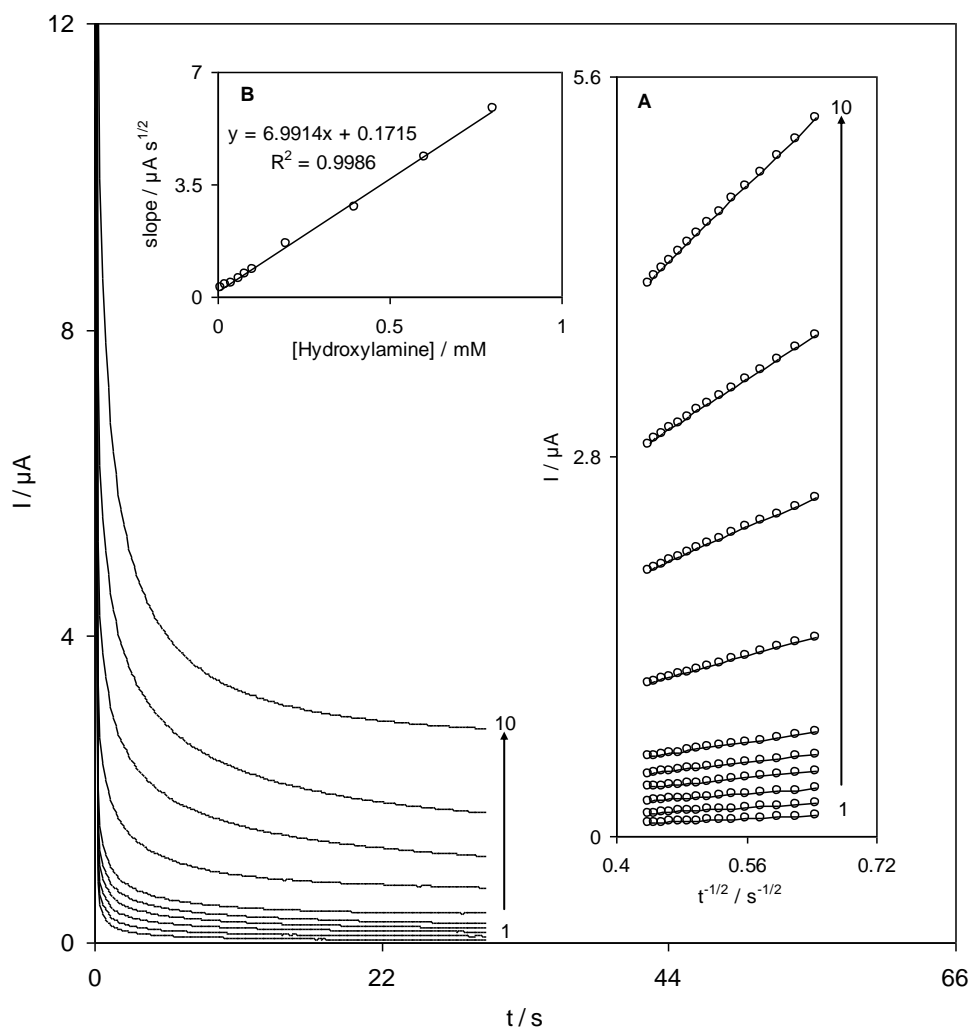 12
8
4
0
I / µA
0
22
44
66
t / s
10
1
B
y = 6.9914x + 0.1715
R² = 0.9986
7
3.5
0
slope / µA s^1/2
0
0.5
1
[Hydroxylamine] / mM
A
10
1
5.6
2.8
0
I / µA
0.4
0.56
0.72
t^-1/2 / s^-1/2